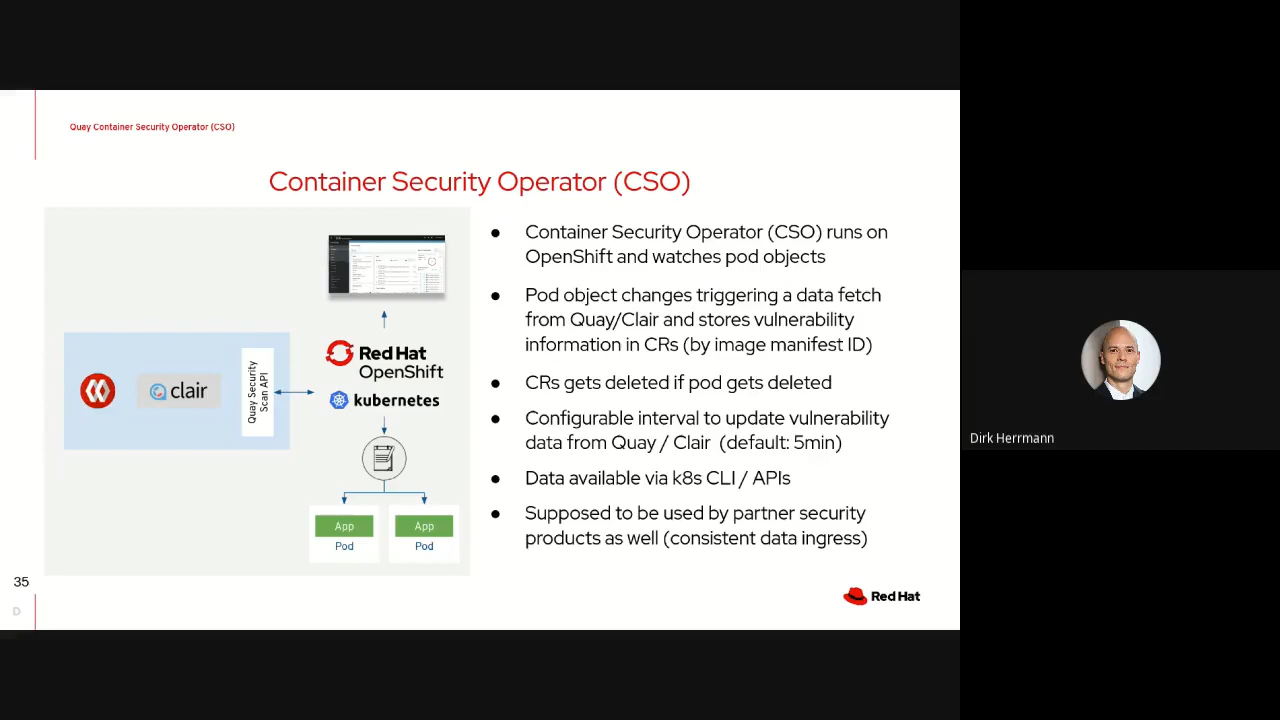 Quay Container Security Operator (CSO)
Container Security Operator (CSO)
Quay Security
Scan API
clair
Red Hat
OpenShift
kubernetes
App
App
Pod
Pod
● Container Security Operator (CSO) runs on
OpenShift and watches pod objects
● Pod object changes triggering a data fetch
from Quay/Clair and stores vulnerability
information in CRs (by image manifest ID)
● CRs gets deleted if pod gets deleted
● Configurable interval to update vulnerability
data from Quay / Clair (default: 5min)
● Data available via k8s CLI / APIs
● Supposed to be used by partner security
products as well (consistent data ingress)
35
D
Red Hat
Dirk Herrmann